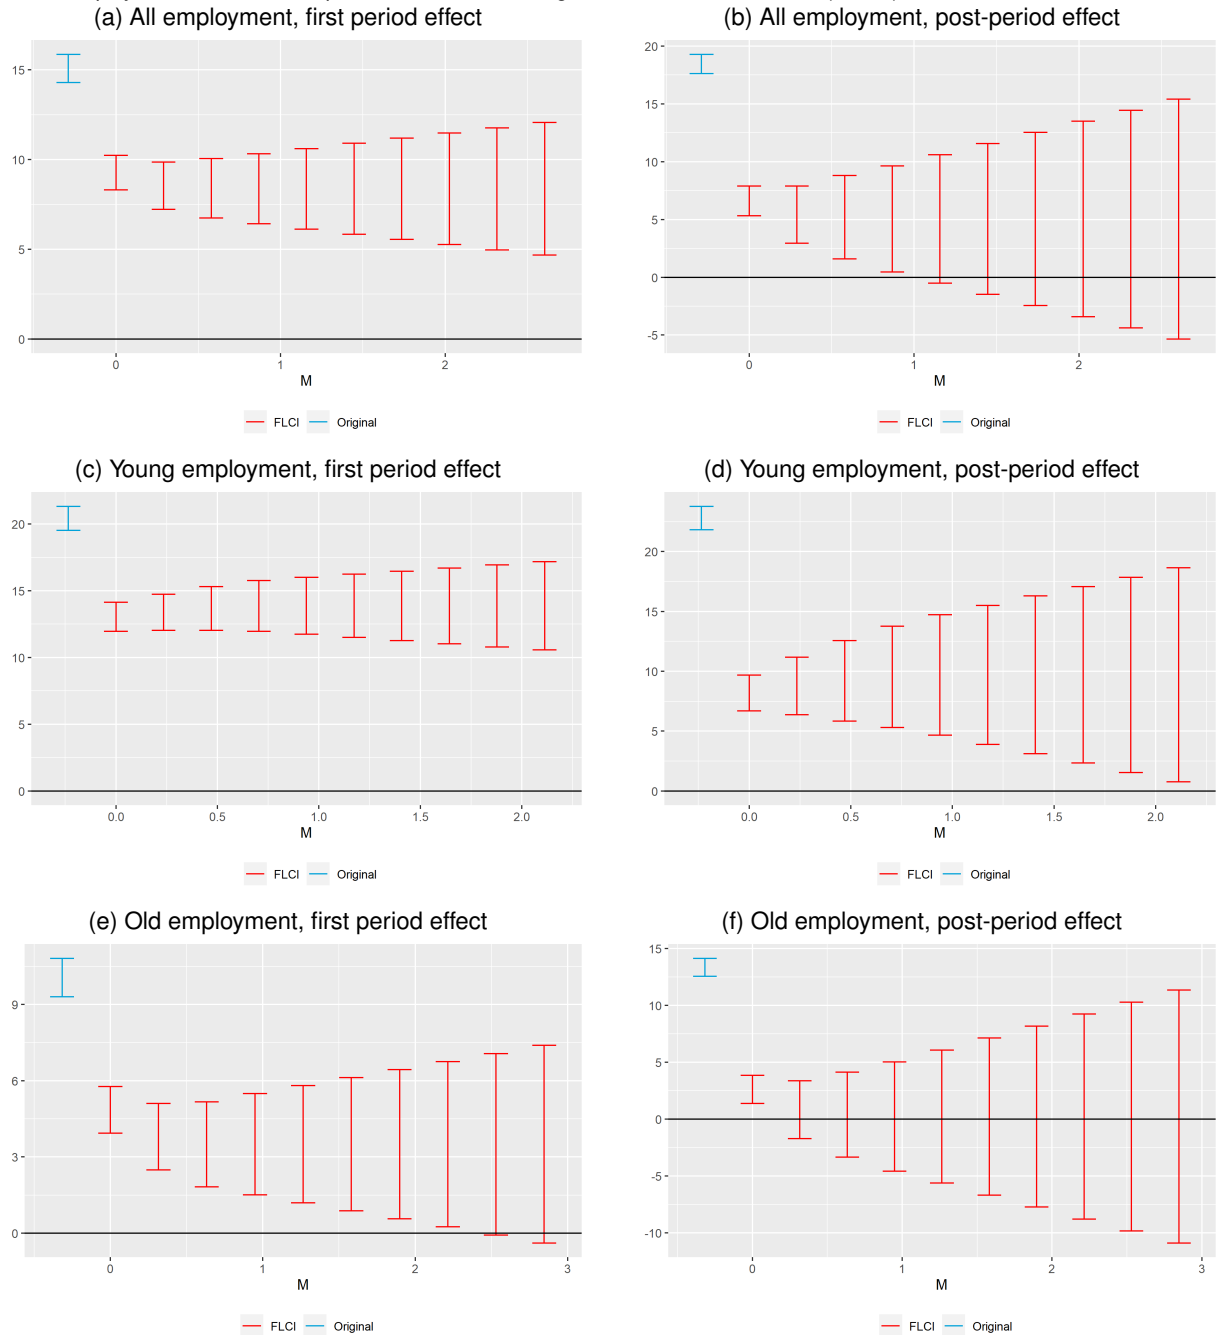 (a) All employment, first period effect
15
10
5
0
0 1 2
M
FLCI Original
(b) All employment, post-period effect
20
15
10
5
0
-5
0 1 2
M
FLCI Original
(c) Young employment, first period effect
20
15
10
5
0
0.0 0.5 1.0 1.5 2.0
M
FLCI Original
(d) Young employment, post-period effect
20
15
10
5
0
0.0 0.5 1.0 1.5 2.0
M
FLCI Original
(e) Old employment, first period effect
9
6
3
0
0 1 2 3
M
FLCI Original
(f) Old employment, post-period effect
15
10
5
0
-5
-10
0 1 2 3
M
FLCI Original